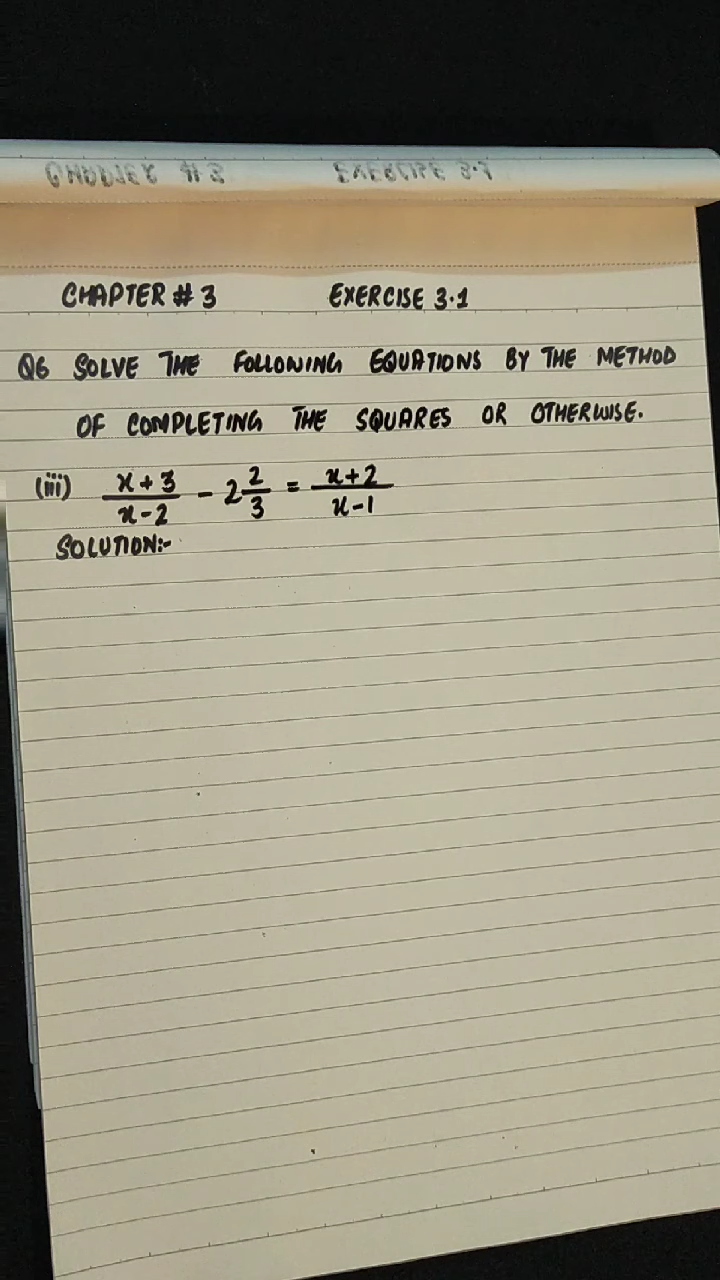 CHAPTER # 3 EXERCISE 3.1
Q6 SOLVE THE FOLLOWING EQUATIONS BY THE METHOD
OF COMPLETING THE SQUARES OR OTHERWISE.
(iii) x+3/x-2 - 2 2/3 = x+2/x-1
SOLUTION:-